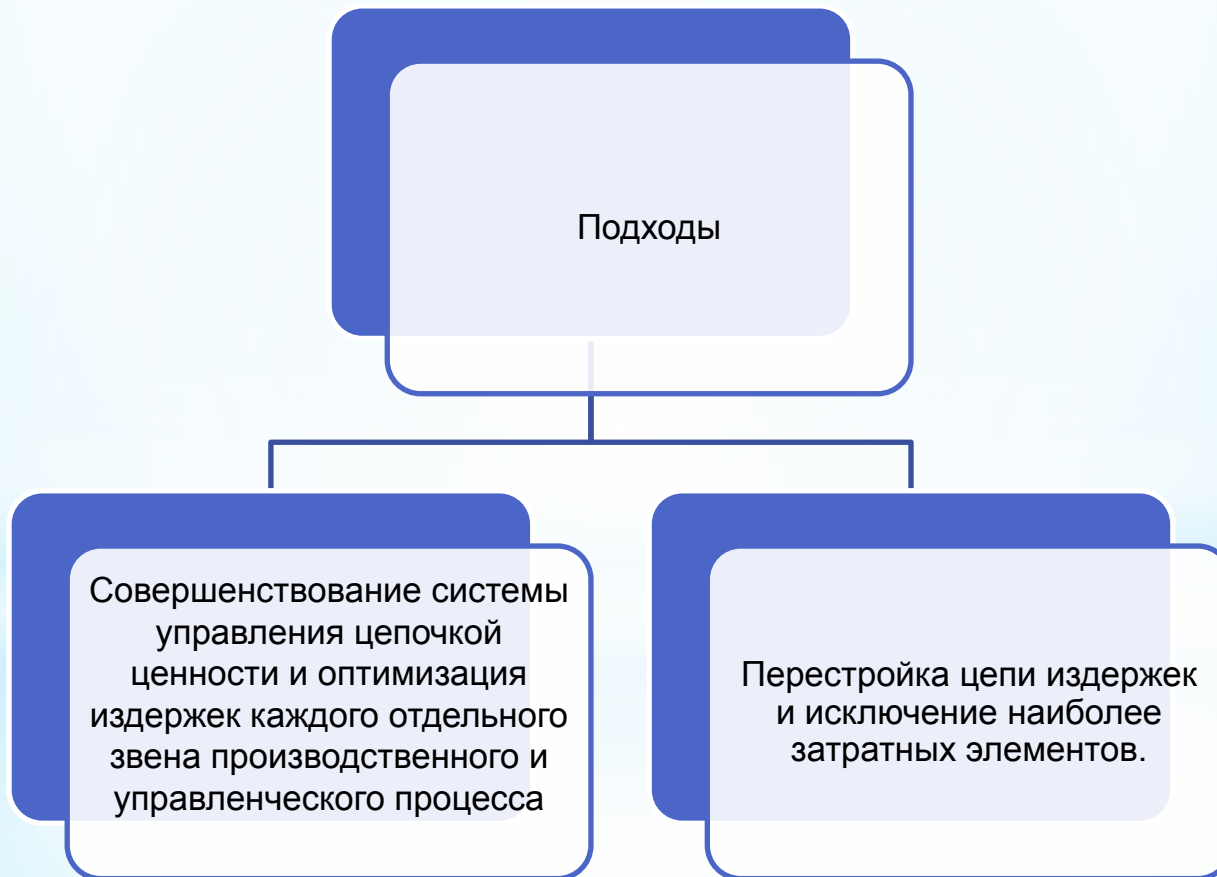 Подходы
Совершенствование системы
управления цепочкой
ценности и оптимизация
издержек каждого отдельного
звена производственного и
управленческого процесса
Перестройка цепи издержек
и исключение наиболее
затратных элементов.